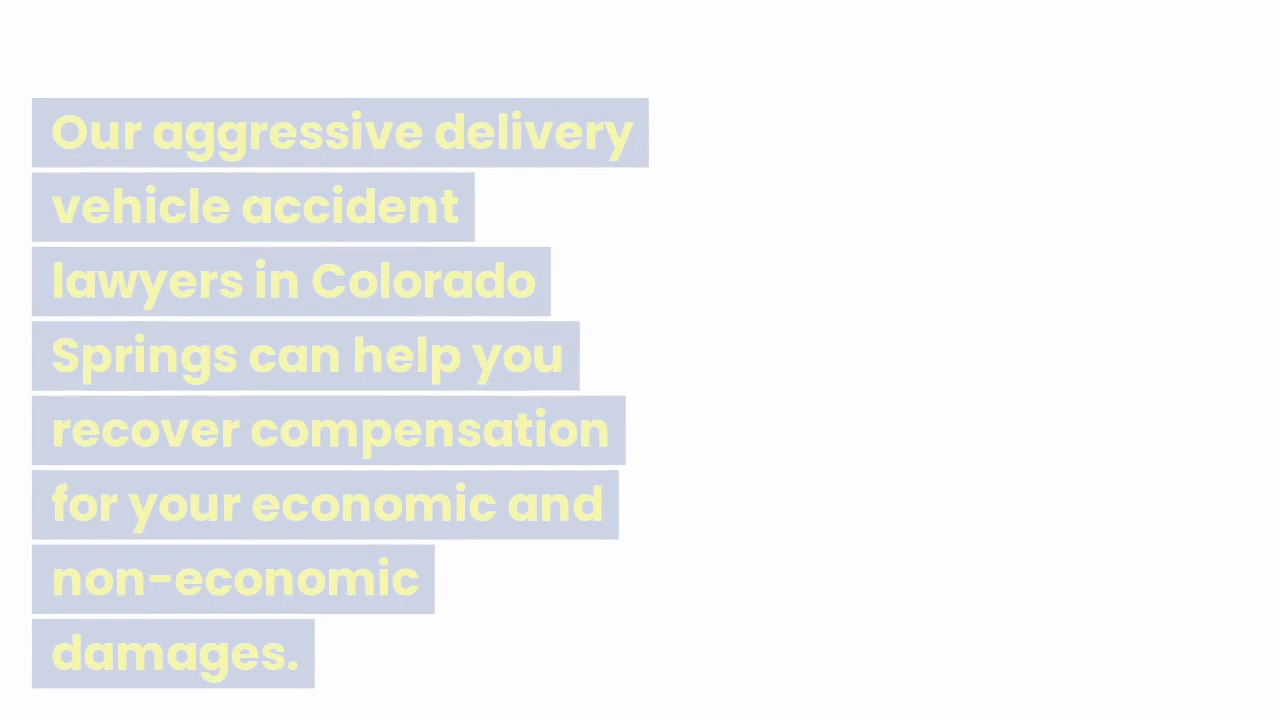 Our aggressive delivery
vehicle accident
lawyers in Colorado
Springs can help you
recover compensation
for your economic and
non-economic
damages.